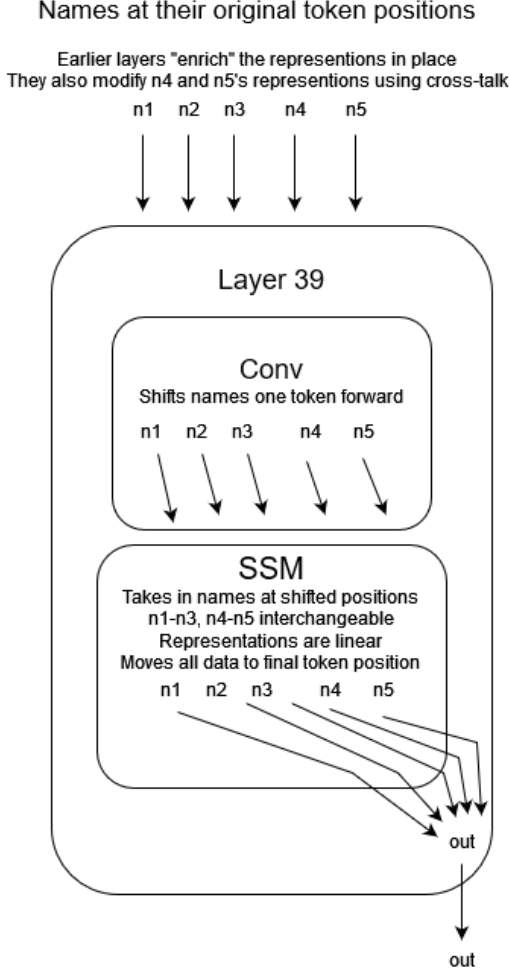 Names at their original token positions
Earlier layers "enrich" the represention in place
They also modify n4 and n5's represention using cross-talk
n1 n2 n3 n4 n5
Layer 39
Conv
Shifts names one token forward
n1 n2 n3 n4 n5
SSM
Takes in names at shifted positions
n1-n3, n4-n5 interchangeable
Representations are linear
Moves all data to final token position
n1 n2 n3 n4 n5
out
out